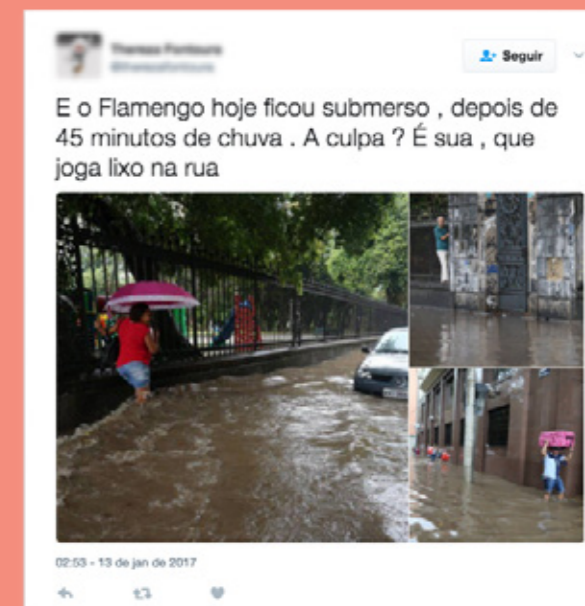 Seguir
E o Flamengo hoje ficou submerso , depois de
45 minutos de chuva . A culpa ? É sua , que
joga lixo na rua
02:53 - 13 de jan de 2017